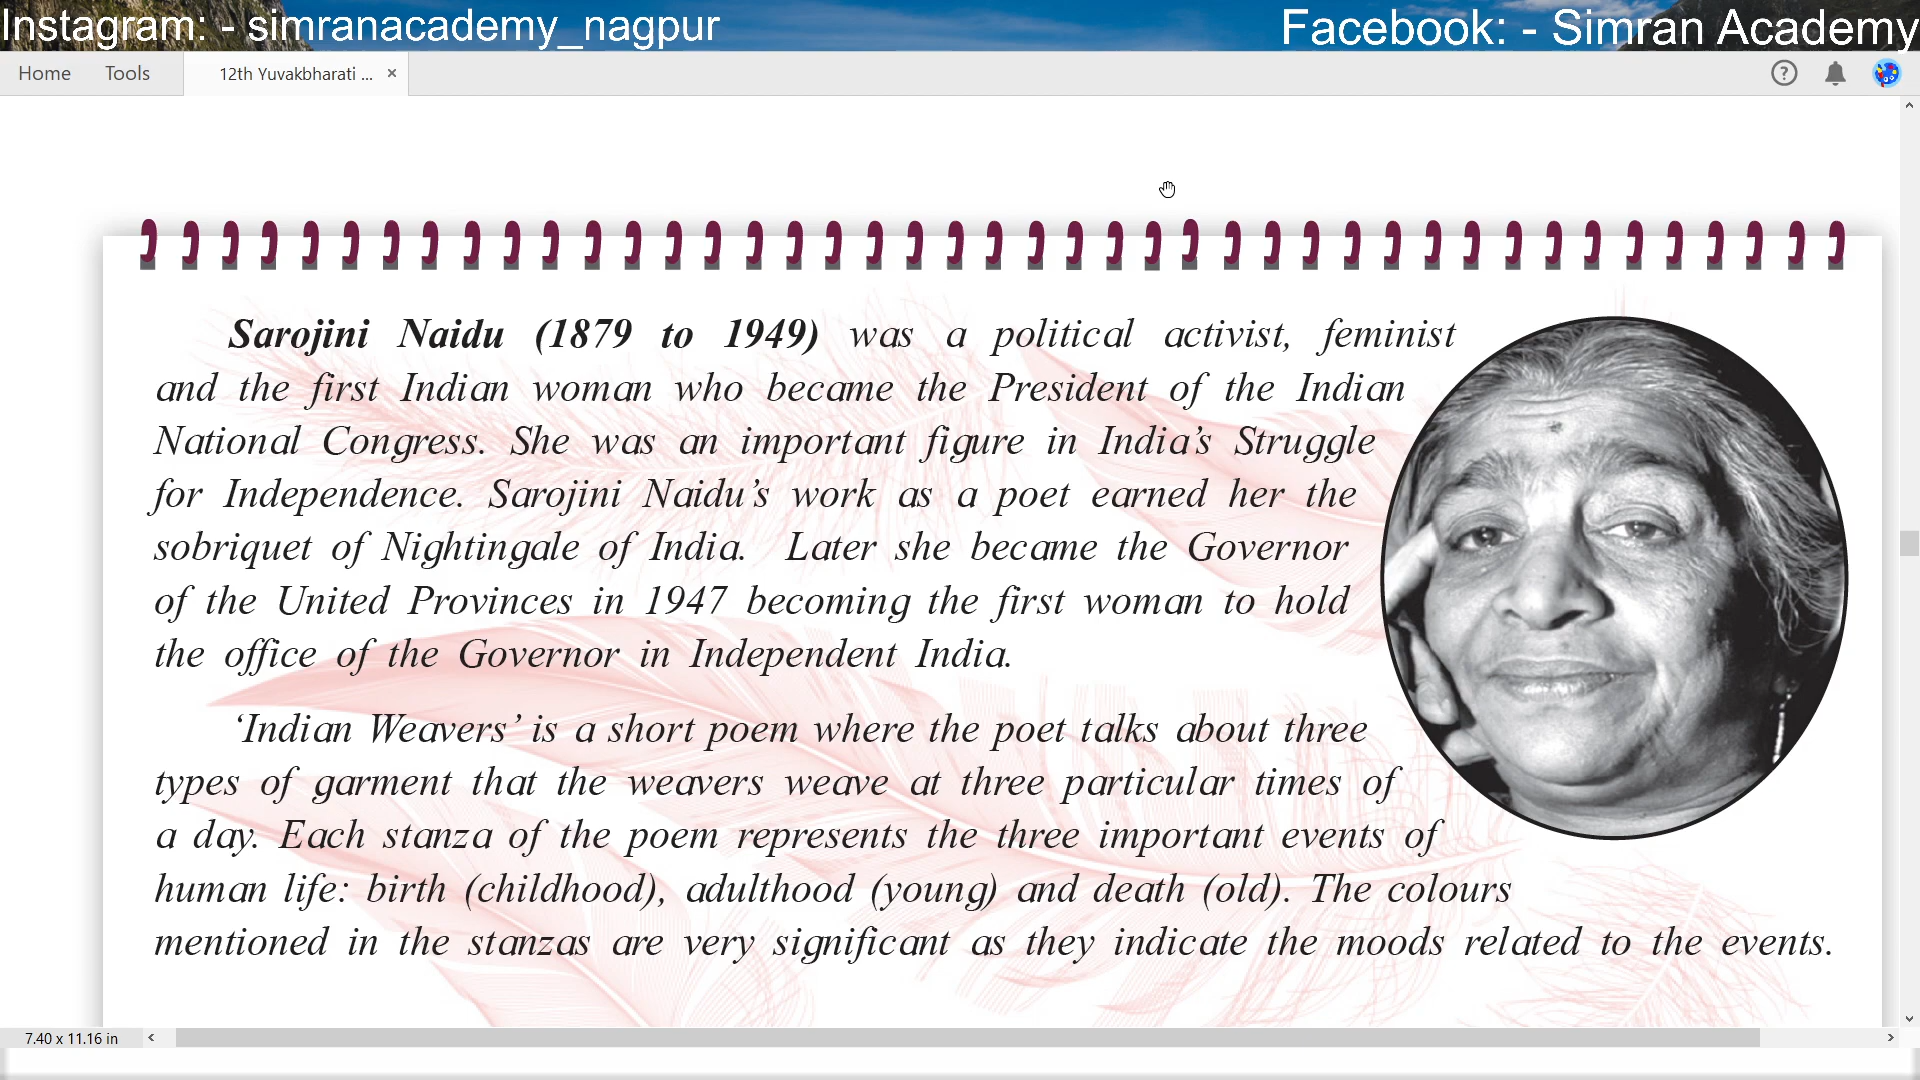 Instagram: - simranacademy_nagpur
Facebook: - Simran Academy
Home Tools 12th Yuvakbharati ... ×
Sarojini Naidu (1879 to 1949) was a political activist, feminist
and the first Indian woman who became the President of the Indian
National Congress. She was an important figure in India's Struggle
for Independence. Sarojini Naidu's work as a poet earned her the
sobriquet of Nightingale of India. Later she became the Governor
of the United Provinces in 1947 becoming the first woman to hold
the office of the Governor in Independent India.
‘Indian Weavers’ is a short poem where the poet talks about three
types of garment that the weavers weave at three particular times of
a day. Each stanza of the poem represents the three important events of
human life: birth (childhood), adulthood (young) and death (old). The colours
mentioned in the stanzas are very significant as they indicate the moods related to the events.
7.40 x 11.16 in